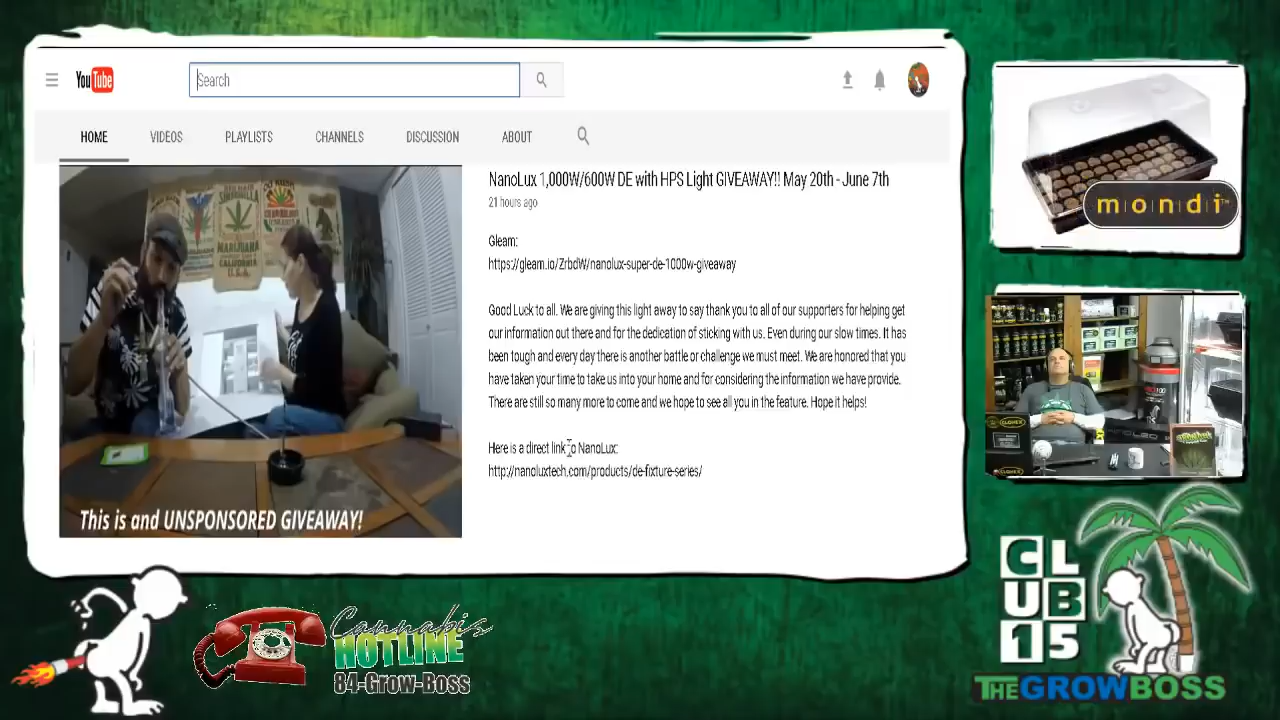 YouTube
Search
HOME VIDEOS PLAYLISTS CHANNELS DISCUSSION ABOUT
MARIJUANA
This is and UNSPONSORED GIVEAWAY!
NanoLux 1,000W/600W DE with HPS Light GIVEAWAY!! May 20th - June 7th
21 hours ago
Gleam:
https://gleam.io/ZrbdW/nanolux-super-de-1000w-giveaway
Good Luck to all. We are giving this light away to say thank you to all of our supporters for helping get
our information out there and for the dedication of sticking with us. Even during our slow times. It has
been tough and every day there is another battle or challenge we must meet. We are honored that you
have taken your time to take us into your home and for considering the information we have provide.
There are still so many more to come and we hope to see all you in the feature. Hope it helps!
Here is a direct link to NanoLux:
http://nanoluxtech.com/products/de-fixture-series/
mondi™
CLUB 15
THEGROWBOSS
Cannabis
HOTLINE
84-Grow-Boss